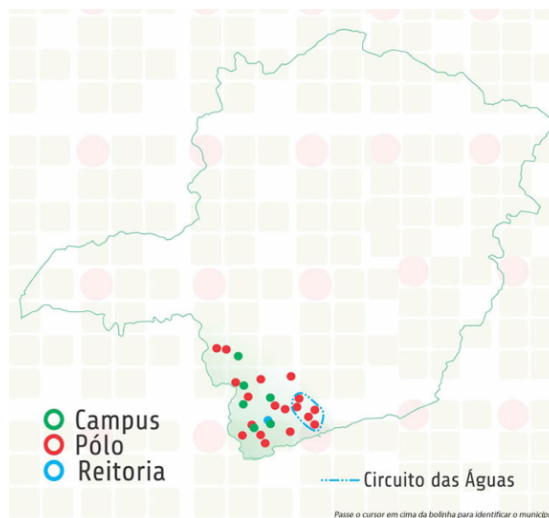 Campus
Pólo
Reitoria
Circuito das Águas
Passe o cursor em cima da bolinha para identificar o municíp